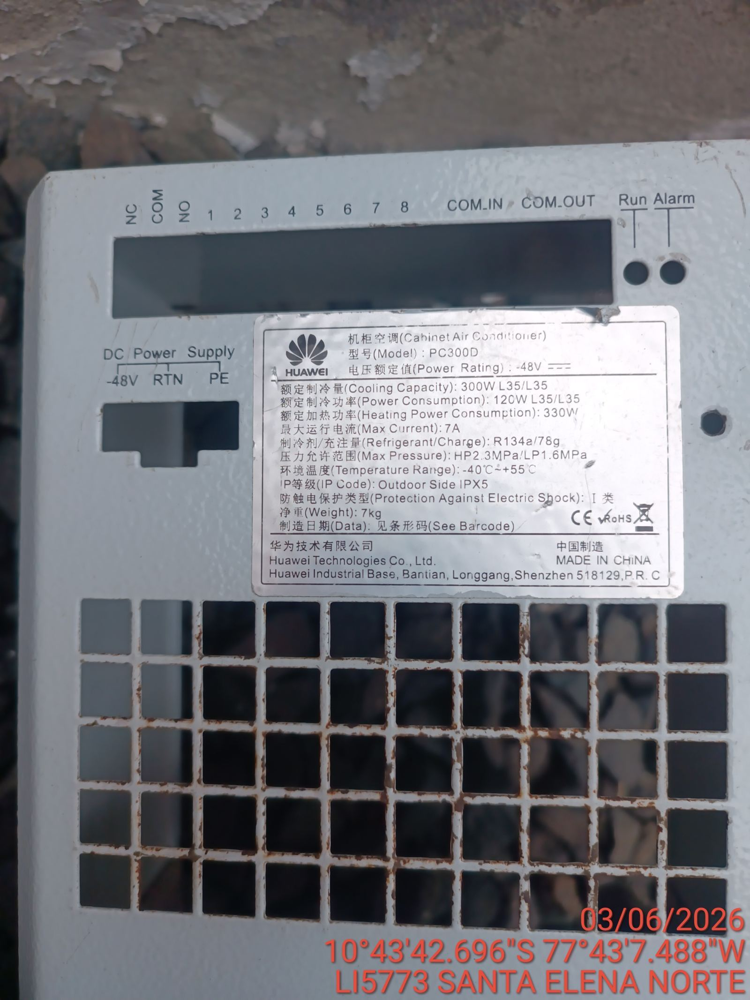 NC COM NO 1 2 3 4 5 6 7 8 COM_IN COM_OUT Run Alarm
DC Power Supply
-48V RTN PE
HUAWEI
机柜空调(Cabinet Air Conditioner)
型号(Model) : PC300D
电压额定值(Power Rating) : -48V
额定制冷量(Cooling Capacity): 300W L35/L35
额定制冷功率(Power Consumption): 120W L35/L35
额定加热功率(Heating Power Consumption): 330W
最大运行电流(Max Current): 7A
制冷剂/充注量(Refrigerant/Charge): R134a/78g
压力允许范围(Max Pressure): HP2.3MPa/LP1.6MPa
环境温度(Temperature Range): -40℃~+55℃
IP等级(IP Code): Outdoor Side IPX5
防触电保护类型(Protection Against Electric Shock): I 类
净重(Weight): 7kg
制造日期(Data): 见条形码(See Barcode)
CE RoHS
华为技术有限公司
中国制造
Huawei Technologies Co., Ltd.
MADE IN CHINA
Huawei Industrial Base, Bantian, Longgang,Shenzhen 518129,P.R. C
03/06/2026
10°43'42.696"S 77°43'7.488"W
LI5773 SANTA ELENA NORTE